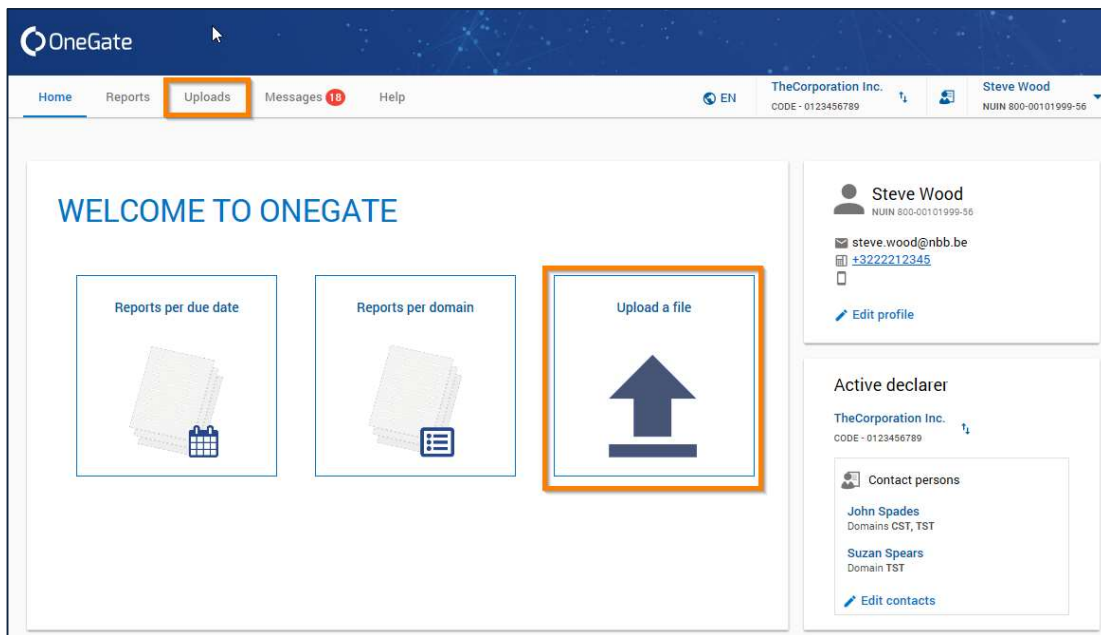 OneGate
Home Reports Uploads Messages 18 Help EN TheCorporation Inc. Steve Wood
CODE - 0123456789 NUIN 800-00101999-56
WELCOME TO ONEGATE
Reports per due date
Reports per domain
Upload a file
Steve Wood
NUIN 800-00101999-56
steve.wood@nbb.be
+3222212345
Edit profile
Active declarer
TheCorporation Inc.
CODE - 0123456789
Contact persons
John Spades
Domains CST, TST
Suzan Spears
Domain TST
Edit contacts